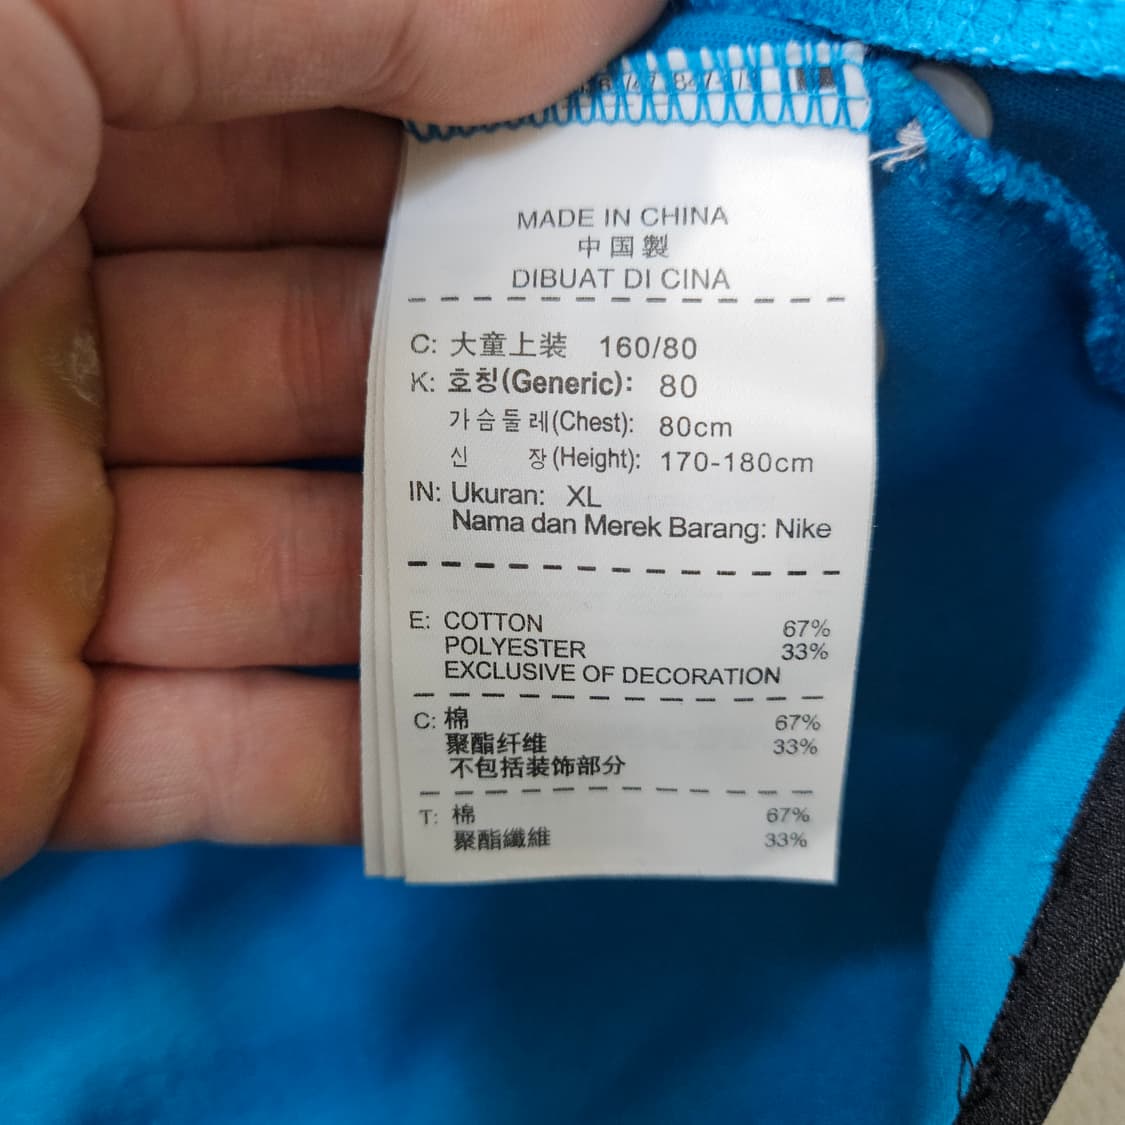 MADE IN CHINA
中国製
DIBUAT DI CINA
C: 大童上装 160/80
K: 호칭(Generic): 80
가슴둘레(Chest): 80cm
신 장(Height): 170-180cm
IN: Ukuran: XL
Nama dan Merek Barang: Nike
E: COTTON 67%
POLYESTER 33%
EXCLUSIVE OF DECORATION
C: 棉 67%
聚酯纤维 33%
不包括装饰部分
T: 棉 67%
聚酯纖維 33%